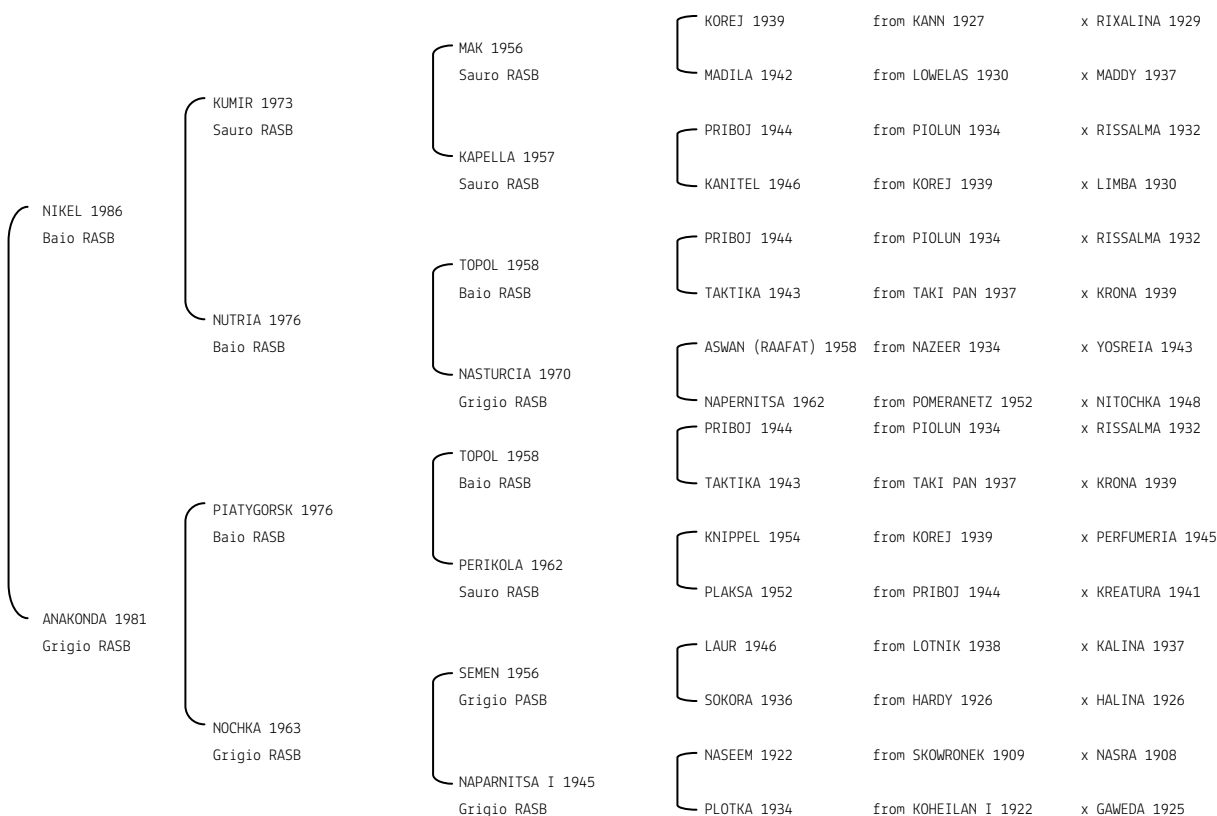 KOREJ 1939 from KANN 1927 x RIXALINA 1929
MAK 1956
Sauro RASB
MADILA 1942 from LOWELAS 1930 x MADDY 1937
KUMIR 1973
Sauro RASB
PRIBOJ 1944 from PIOLUN 1934 x RISSALMA 1932
KAPELLA 1957
Sauro RASB
KANITEL 1946 from KOREJ 1939 x LIMBA 1930
NIKEL 1986
Baio RASB
PRIBOJ 1944 from PIOLUN 1934 x RISSALMA 1932
TOPOL 1958
Baio RASB
TAKTIKA 1943 from TAKI PAN 1937 x KRONA 1939
NUTRIA 1976
Baio RASB
ASWAN (RAAFAT) 1958 from NAZEER 1934 x YOSREIA 1943
NASTURCIA 1970
Grigio RASB
NAPERNITSA 1962 from POMERANETZ 1952 x NITOCHKA 1948
PRIBOJ 1944 from PIOLUN 1934 x RISSALMA 1932
TOPOL 1958
Baio RASB
TAKTIKA 1943 from TAKI PAN 1937 x KRONA 1939
PIATYGORSK 1976
Baio RASB
KNIPPEL 1954 from KOREJ 1939 x PERFUMERIA 1945
PERIKOLA 1962
Sauro RASB
PLAKSA 1952 from PRIBOJ 1944 x KREATURA 1941
ANAKONDA 1981
Grigio RASB
LAUR 1946 from LOTNIK 1938 x KALINA 1937
SEMEN 1956
Grigio PASB
SOKORA 1936 from HARDY 1926 x HALINA 1926
NOCHKA 1963
Grigio RASB
NASEEM 1922 from SKOWRONEK 1909 x NASRA 1908
NAPARNITSA I 1945
Grigio RASB
PLOTKA 1934 from KOHEILAN I 1922 x GAWEDA 1925